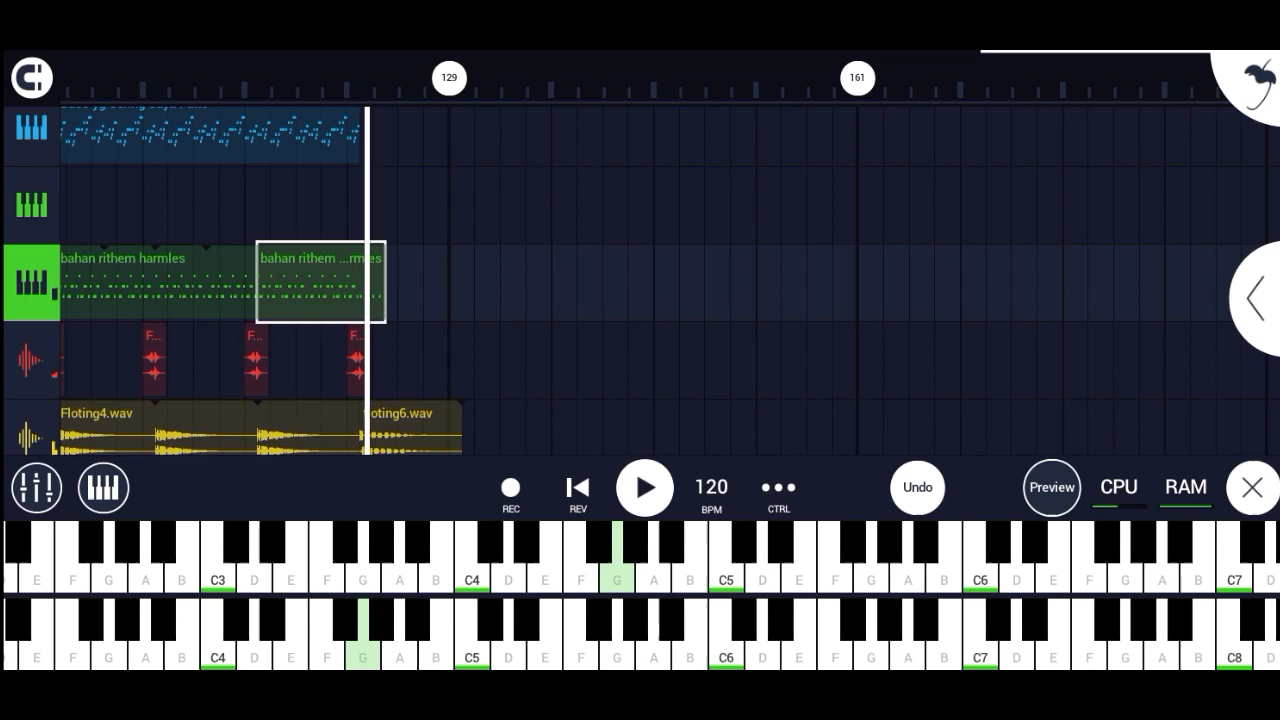 129
161
bahan rithem harmles
bahan rithem ...rmles
F...
F...
F...
Floting4.wav
oting6.wav
REC
REV
120
BPM
CTRL
Undo
Preview
CPU
RAM
E F G A B C3 D E F G A B C4 D E F G A B C5 D E F G A B C6 D E F G A B C7 D
E F G A B C4 D E F G A B C5 D E F G A B C6 D E F G A B C7 D E F G A B C8 D